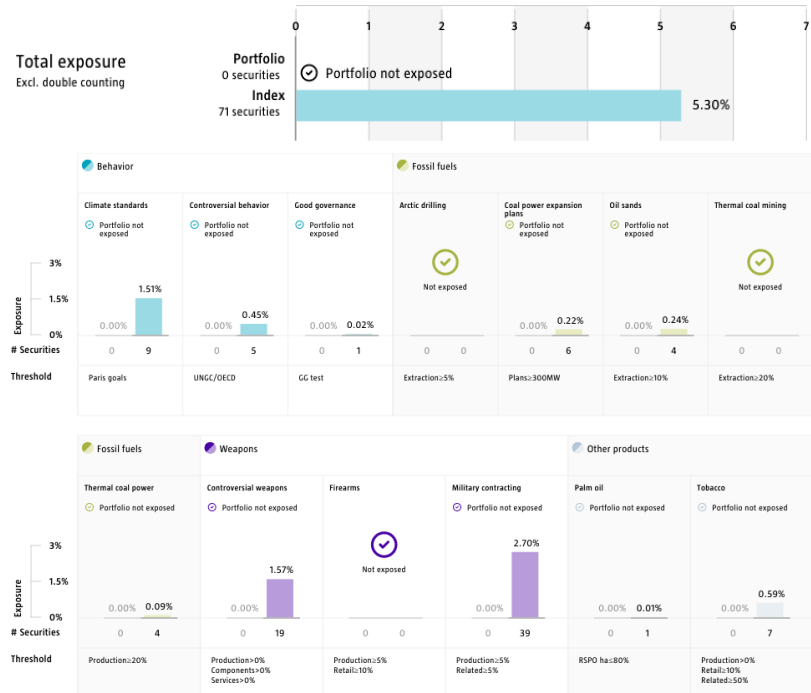 0 1 2 3 4 5 6 7
Total exposure
Excl. double counting
Portfolio
0 securities
Portfolio not exposed
Index
71 securities
5.30%
Behavior
Fossil fuels
Climate standards
Controversial behavior
Good governance
Arctic drilling
Coal power expansion
plans
Oil sands
Thermal coal mining
Portfolio not
exposed
Portfolio not
exposed
Portfolio not
exposed
Portfolio not
exposed
Portfolio not
exposed
Not exposed
Not exposed
Exposure
3%
1.5%
0%
0.00% 1.51%
0.00% 0.45%
0.00% 0.02%
0.00% 0.22%
0.00% 0.24%
# Securities 0 9 0 5 0 1 0 0 0 6 0 4 0 0
Threshold Paris goals UNGC/OECD GG test Extraction≥5% Plans≥300MW Extraction≥10% Extraction≥20%
Fossil fuels
Weapons
Other products
Thermal coal power
Controversial weapons
Firearms
Military contracting
Palm oil
Tobacco
Portfolio not exposed
Portfolio not exposed
Portfolio not exposed
Portfolio not exposed
Portfolio not exposed
Not exposed
Exposure
3%
1.5%
0%
0.00% 0.09%
0.00% 1.57%
0.00% 2.70%
0.00% 0.01%
0.00% 0.59%
# Securities 0 4 0 19 0 0 0 39 0 1 0 7
Threshold
Production≥20%
Production>0%
Components>0%
Services>0%
Production≥5%
Retail≥10%
Production≥5%
Related≥5%
RSPO ha≤80%
Production>0%
Retail≥10%
Related≥50%